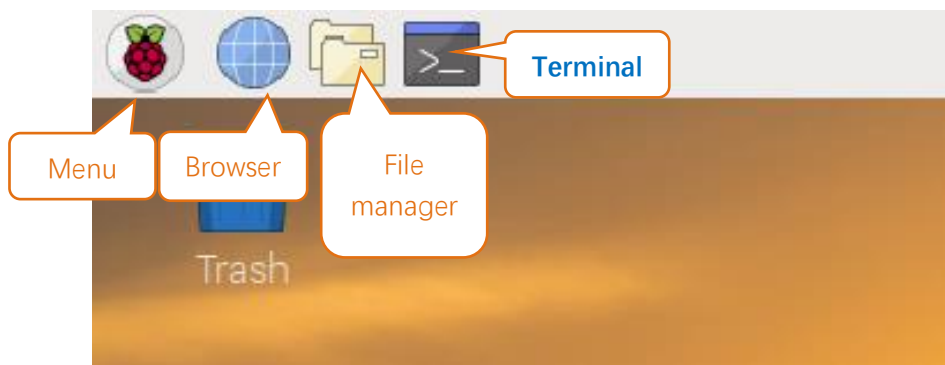 >_
Terminal
Menu
Browser
File
manager
Trash